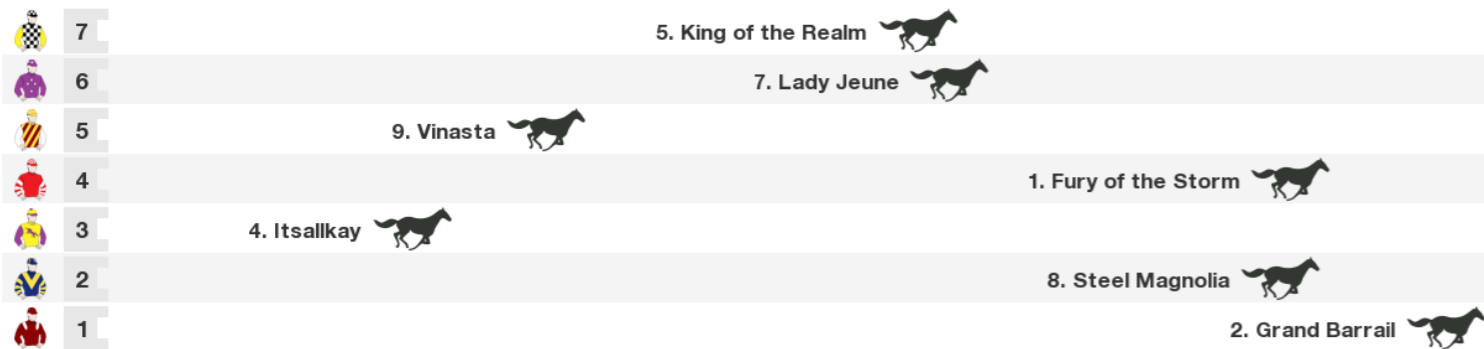 7 5. King of the Realm
6 7. Lady Jeune
5 9. Vinasta
4 1. Fury of the Storm
3 4. Itsallkay
2 8. Steel Magnolia
1 2. Grand Barrail